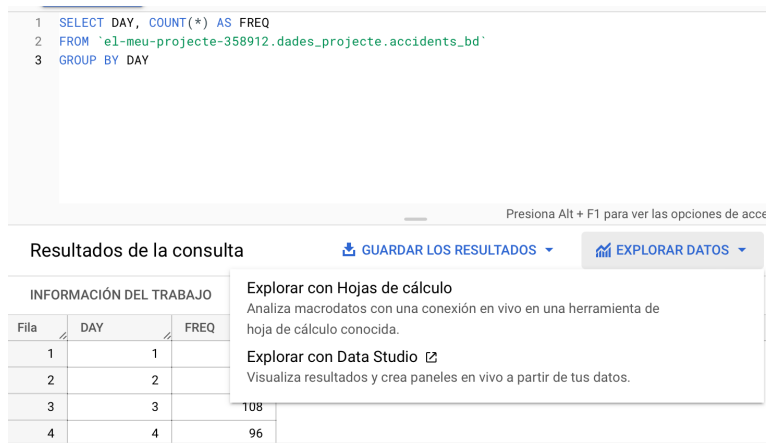 1 SELECT DAY, COUNT(*) AS FREQ
2 FROM `el-meu-projecte-358912.dades_projecte.accidents_bd`
3 GROUP BY DAY
Presiona Alt + F1 para ver las opciones de acce
Resultados de la consulta
GUARDAR LOS RESULTADOS
EXPLORAR DATOS
INFORMACIÓN DEL TRABAJO
Explorar con Hojas de cálculo
Analiza macrodatos con una conexión en vivo en una herramienta de
hoja de cálculo conocida.
Explorar con Data Studio
Visualiza resultados y crea paneles en vivo a partir de tus datos.
Fila DAY FREQ
1 1
2 2
3 3 108
4 4 96